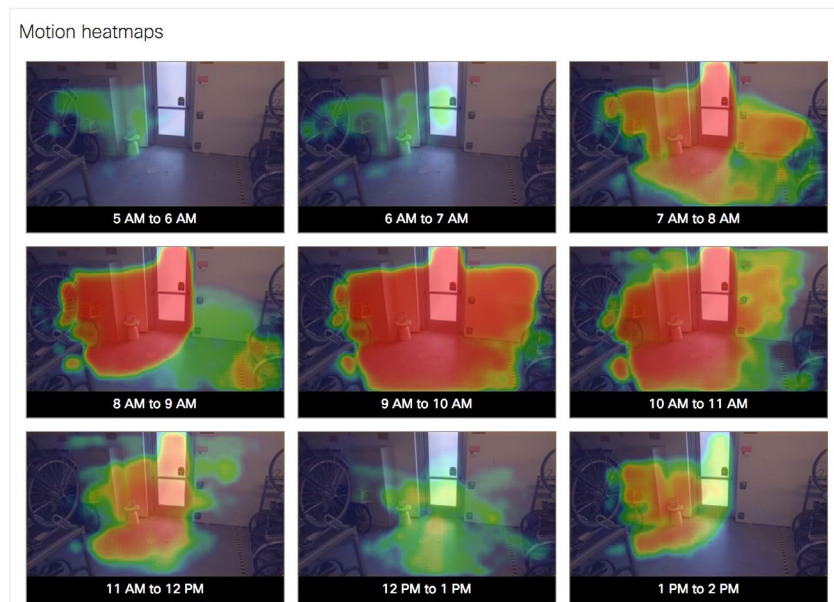 Motion heatmaps
5 AM to 6 AM
6 AM to 7 AM
7 AM to 8 AM
8 AM to 9 AM
9 AM to 10 AM
10 AM to 11 AM
11 AM to 12 PM
12 PM to 1 PM
1 PM to 2 PM